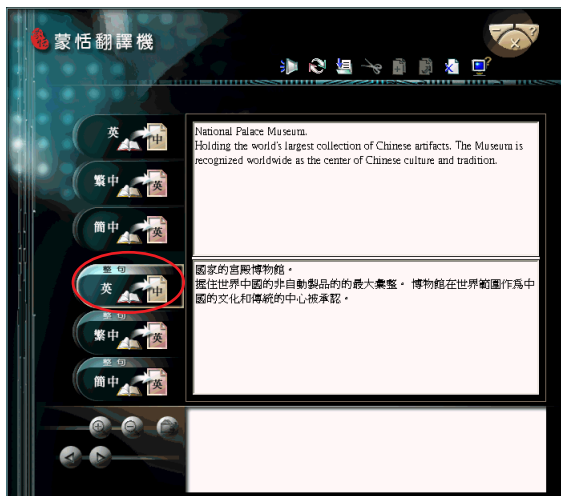 蒙恬翻譯機
英 中
繁中 英
簡中 英
整句
英 中
整句
繁中 英
整句
簡中 英
National Palace Museum.
Holding the world's largest collection of Chinese artifacts. The Museum is
recognized worldwide as the center of Chinese culture and tradition.
國家的宮殿博物館。
握住世界中國的非自動製品的的最大彙整。 博物館在世界範圍作爲中
國的文化和傳統的中心被承認。